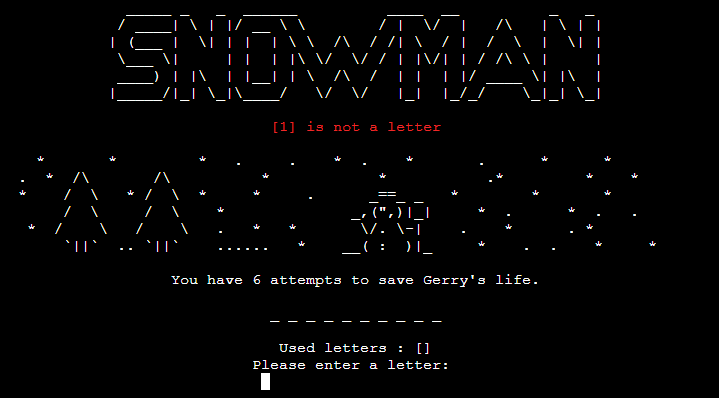 SNOWMAN
[1] is not a letter
You have 6 attempts to save Gerry's life.
_ _ _ _ _ _ _ _ _ _
Used letters : []
Please enter a letter: